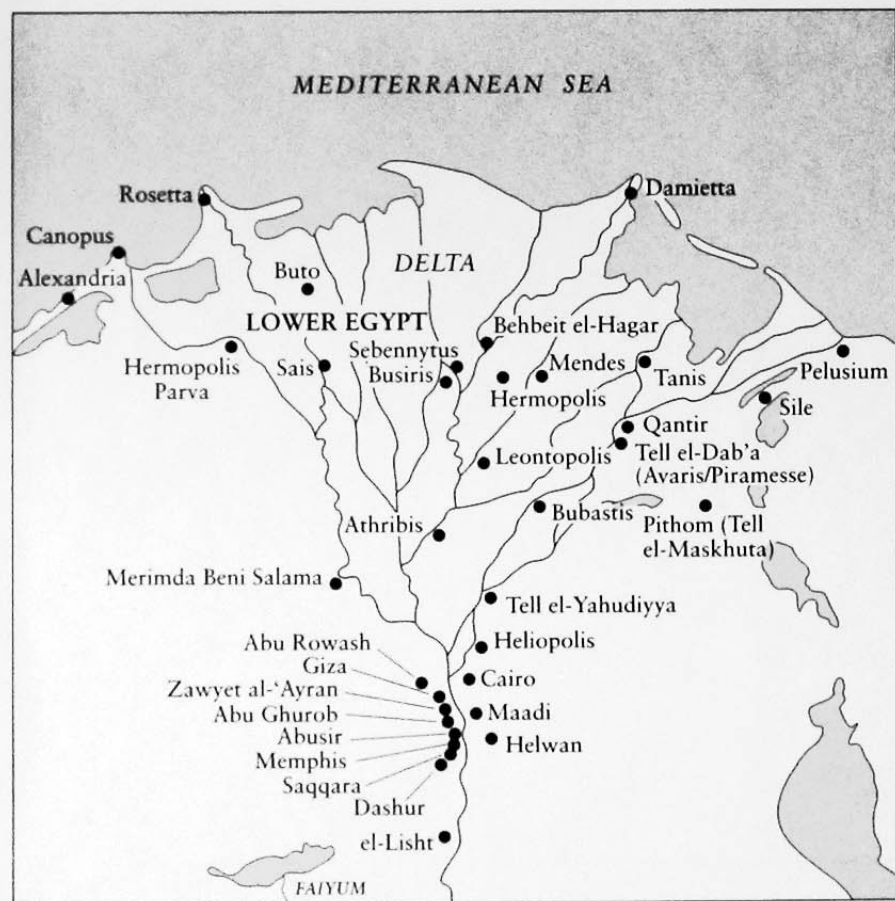 MEDITERRANEAN SEA
Rosetta
Damietta
Canopus
Alexandria
Buto
DELTA
LOWER EGYPT
Behbeit el-Hagar
Hermopolis
Parva
Sais
Sebennytus
Busiris
Mendes
Hermopolis
Tanis
Pelusium
Sile
Qantir
Tell el-Dab'a
(Avaris/Piramesse)
Leontopolis
Bubastis
Pithom (Tell
el-Maskhuta)
Athribis
Merimda Beni Salama
Tell el-Yahudiyya
Heliopolis
Abu Rowash
Giza
Cairo
Zawyet al-'Ayran
Abu Ghurob
Maadi
Abusir
Helwan
Memphis
Saqqara
Dashur
el-Lisht
FAIYUM